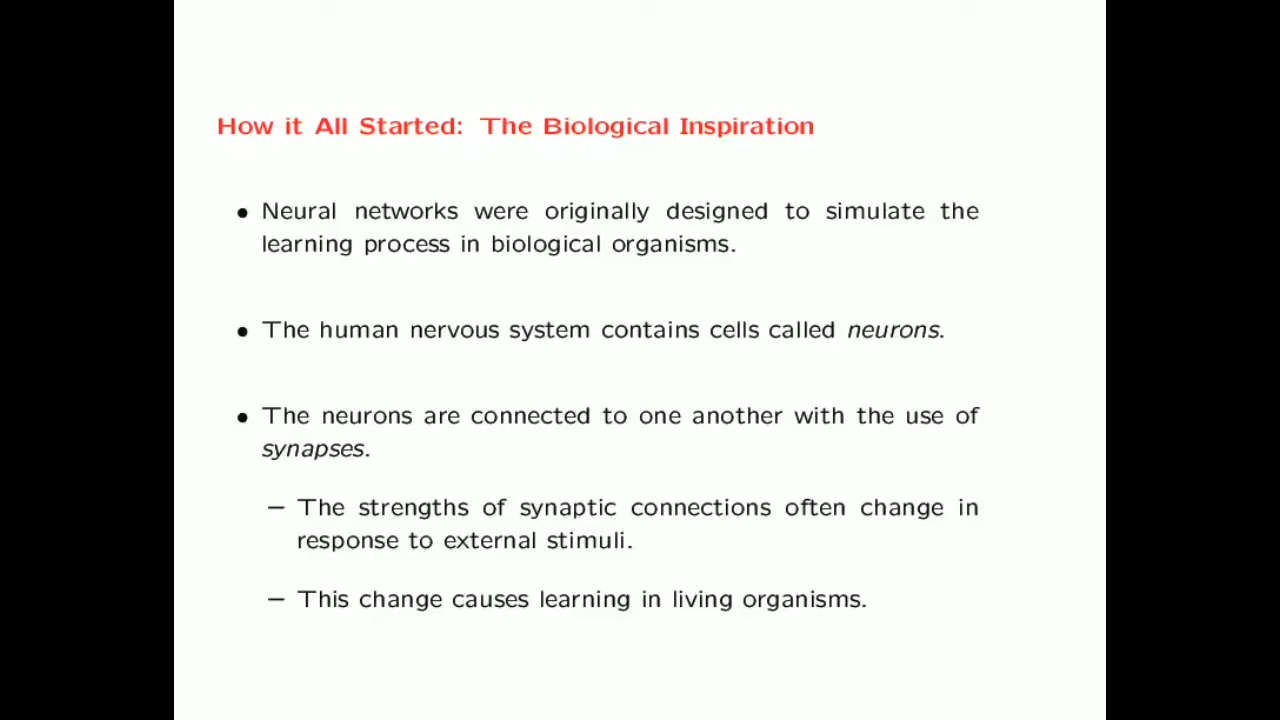 How it All Started: The Biological Inspiration
• Neural networks were originally designed to simulate the
learning process in biological organisms.
• The human nervous system contains cells called neurons.
• The neurons are connected to one another with the use of
synapses.
– The strengths of synaptic connections often change in
response to external stimuli.
– This change causes learning in living organisms.